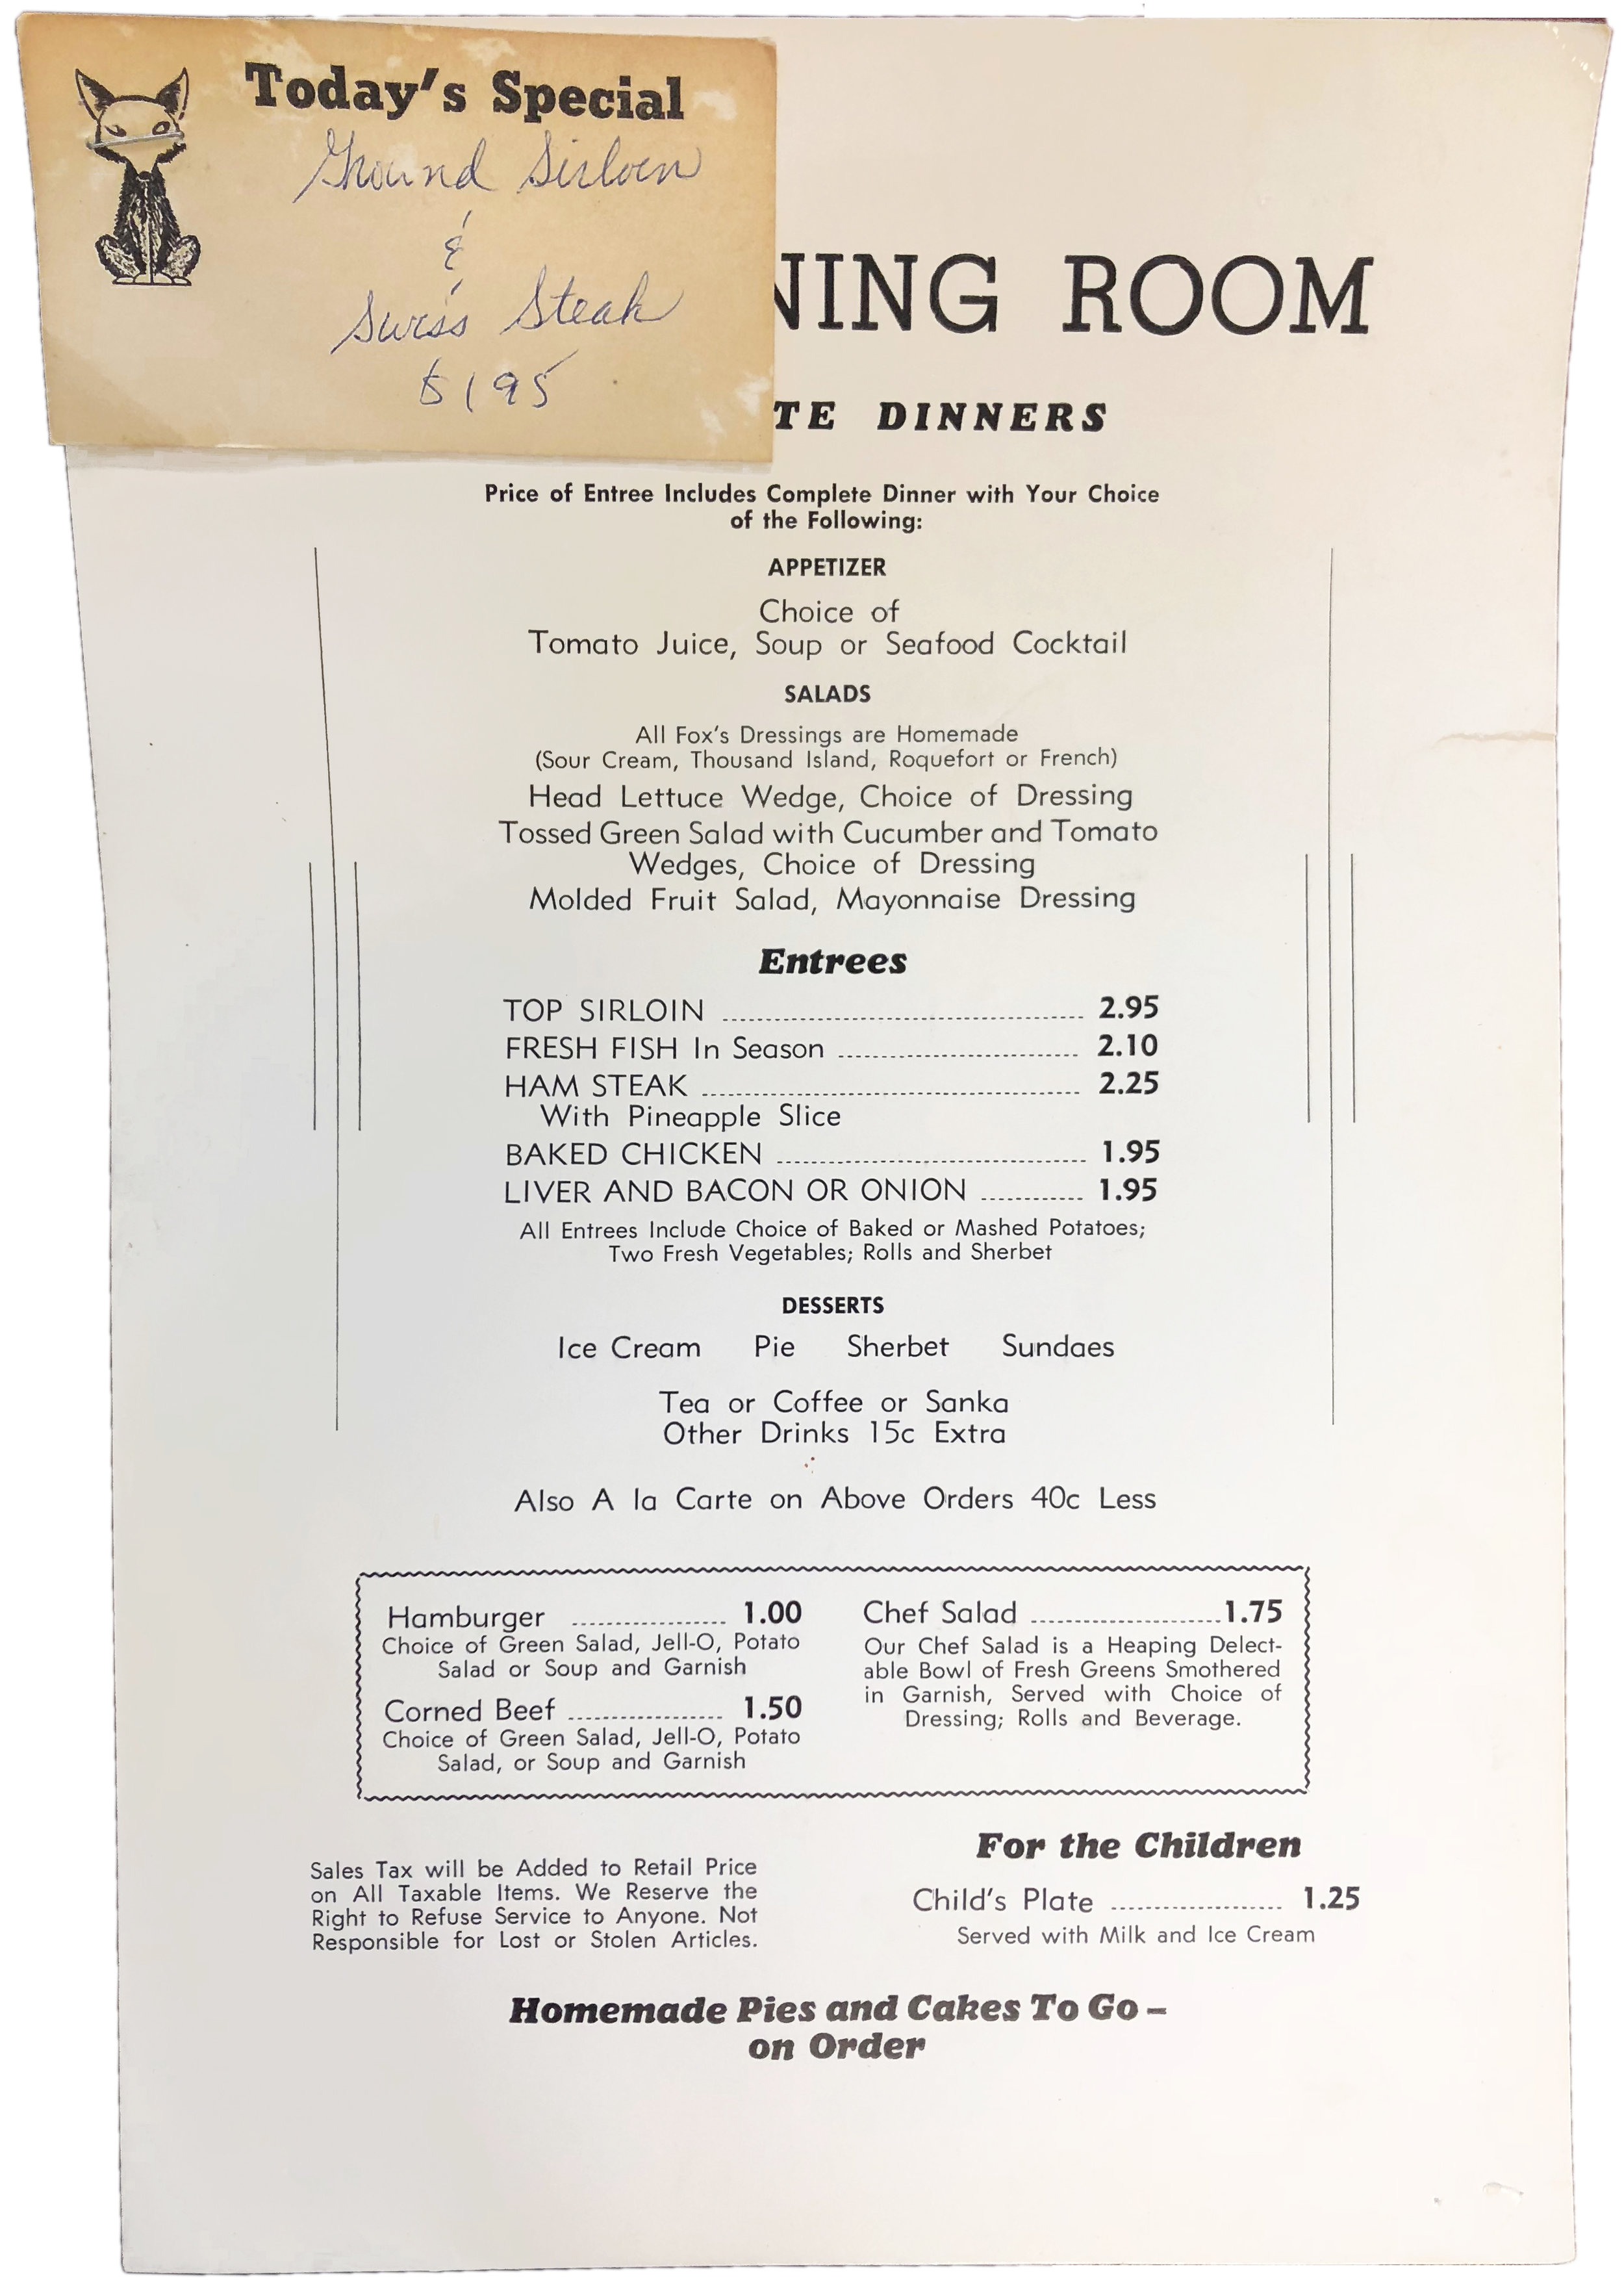 Today's Special
Ground Sirloin
&
Swiss Steak
$195
NING ROOM
TE DINNERS
Price of Entree Includes Complete Dinner with Your Choice
of the Following:
APPETIZER
Choice of
Tomato Juice, Soup or Seafood Cocktail
SALADS
All Fox's Dressings are Homemade
(Sour Cream, Thousand Island, Roquefort or French)
Head Lettuce Wedge, Choice of Dressing
Tossed Green Salad with Cucumber and Tomato
Wedges, Choice of Dressing
Molded Fruit Salad, Mayonnaise Dressing
Entrees
TOP SIRLOIN 2.95
FRESH FISH In Season 2.10
HAM STEAK 2.25
With Pineapple Slice
BAKED CHICKEN 1.95
LIVER AND BACON OR ONION 1.95
All Entrees Include Choice of Baked or Mashed Potatoes;
Two Fresh Vegetables; Rolls and Sherbet
DESSERTS
Ice Cream Pie Sherbet Sundaes
Tea or Coffee or Sanka
Other Drinks 15c Extra
Also A la Carte on Above Orders 40c Less
Hamburger 1.00
Choice of Green Salad, Jell-O, Potato
Salad or Soup and Garnish
Corned Beef 1.50
Choice of Green Salad, Jell-O, Potato
Salad, or Soup and Garnish
Chef Salad 1.75
Our Chef Salad is a Heaping Delect-
able Bowl of Fresh Greens Smothered
in Garnish, Served with Choice of
Dressing; Rolls and Beverage.
Sales Tax will be Added to Retail Price
on All Taxable Items. We Reserve the
Right to Refuse Service to Anyone. Not
Responsible for Lost or Stolen Articles.
For the Children
Child's Plate 1.25
Served with Milk and Ice Cream
Homemade Pies and Cakes To Go –
on Order